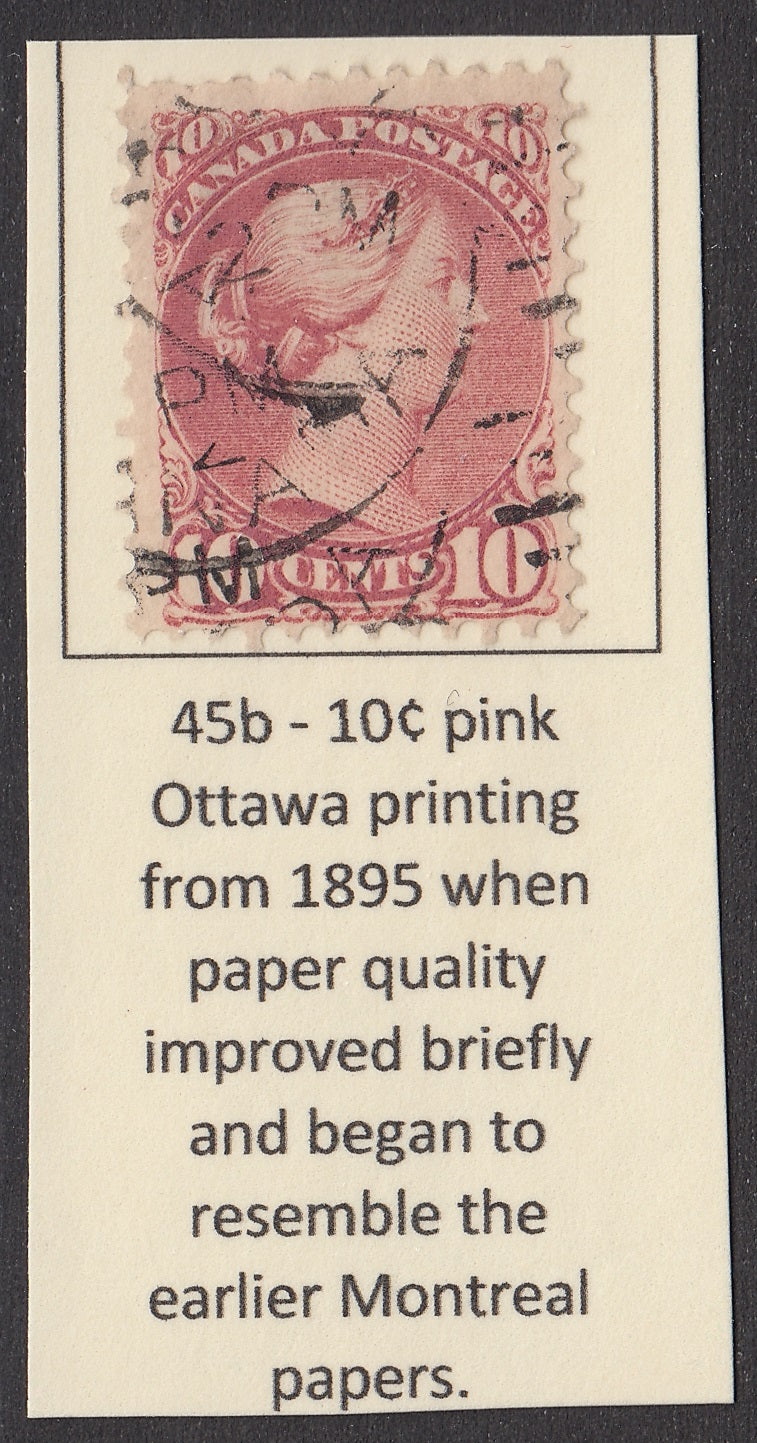 10 10
CANADA POSTAGE
10 CENTS 10
45b - 10¢ pink
Ottawa printing
from 1895 when
paper quality
improved briefly
and began to
resemble the
earlier Montreal
papers.